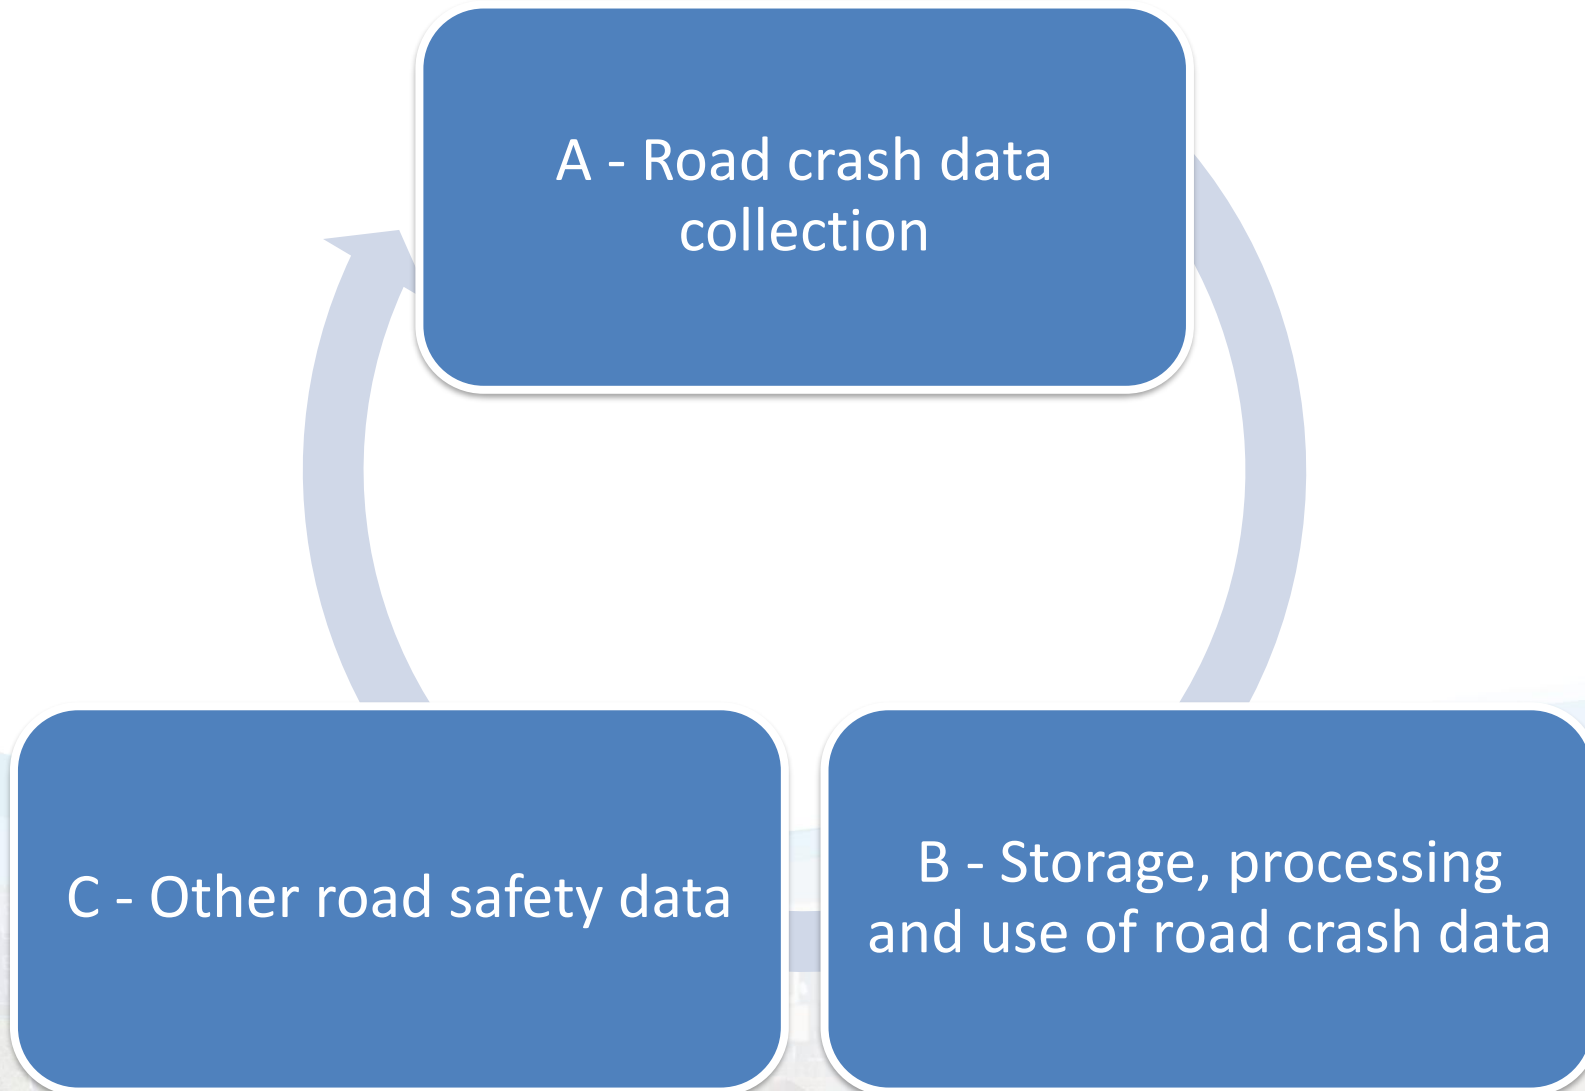 A - Road crash data
collection
C - Other road safety data
B - Storage, processing
and use of road crash data